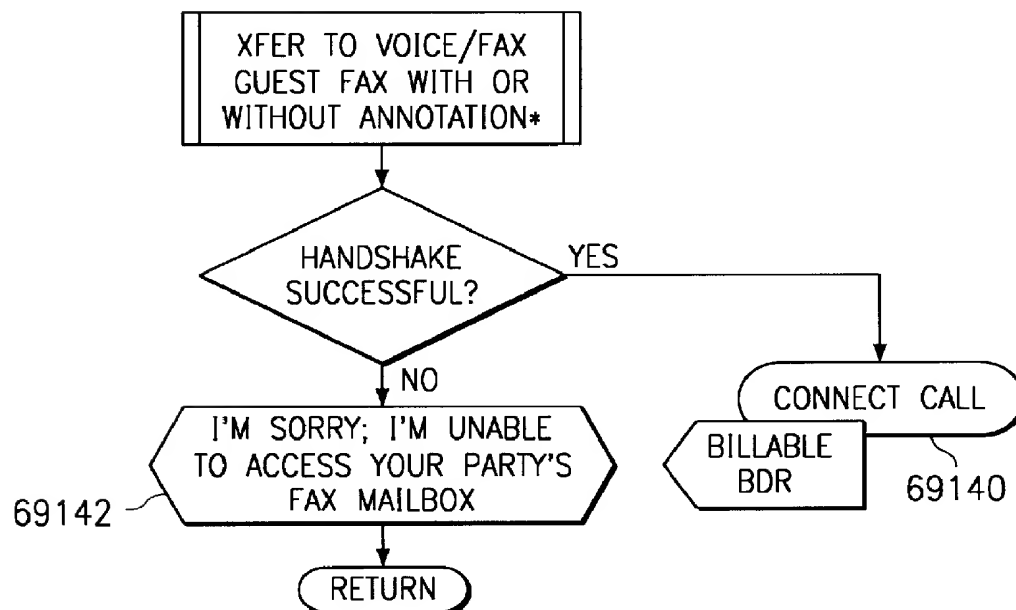 XFER TO VOICE/FAX
GUEST FAX WITH OR
WITHOUT ANNOTATION*
HANDSHAKE
SUCCESSFUL?
YES
NO
CONNECT CALL
BILLABLE
BDR
69140
I'M SORRY; I'M UNABLE
TO ACCESS YOUR PARTY'S
FAX MAILBOX
69142
RETURN